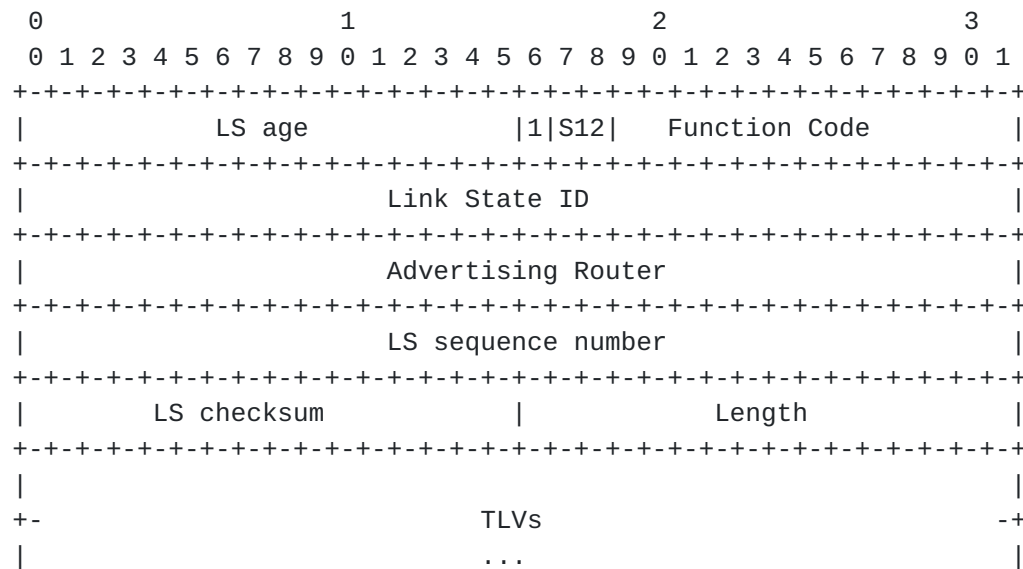 0                   1                   2                   3
 0 1 2 3 4 5 6 7 8 9 0 1 2 3 4 5 6 7 8 9 0 1 2 3 4 5 6 7 8 9 0 1
+-+-+-+-+-+-+-+-+-+-+-+-+-+-+-+-+-+-+-+-+-+-+-+-+-+-+-+-+-+-+-+-+
|            LS age             |1|S12|   Function Code         |
+-+-+-+-+-+-+-+-+-+-+-+-+-+-+-+-+-+-+-+-+-+-+-+-+-+-+-+-+-+-+-+-+
|                       Link State ID                           |
+-+-+-+-+-+-+-+-+-+-+-+-+-+-+-+-+-+-+-+-+-+-+-+-+-+-+-+-+-+-+-+-+
|                       Advertising Router                      |
+-+-+-+-+-+-+-+-+-+-+-+-+-+-+-+-+-+-+-+-+-+-+-+-+-+-+-+-+-+-+-+-+
|                       LS sequence number                      |
+-+-+-+-+-+-+-+-+-+-+-+-+-+-+-+-+-+-+-+-+-+-+-+-+-+-+-+-+-+-+-+-+
|        LS checksum            |            Length             |
+-+-+-+-+-+-+-+-+-+-+-+-+-+-+-+-+-+-+-+-+-+-+-+-+-+-+-+-+-+-+-+-+
|                                                               |
+-                            TLVs                             -+
|                             ...                               |